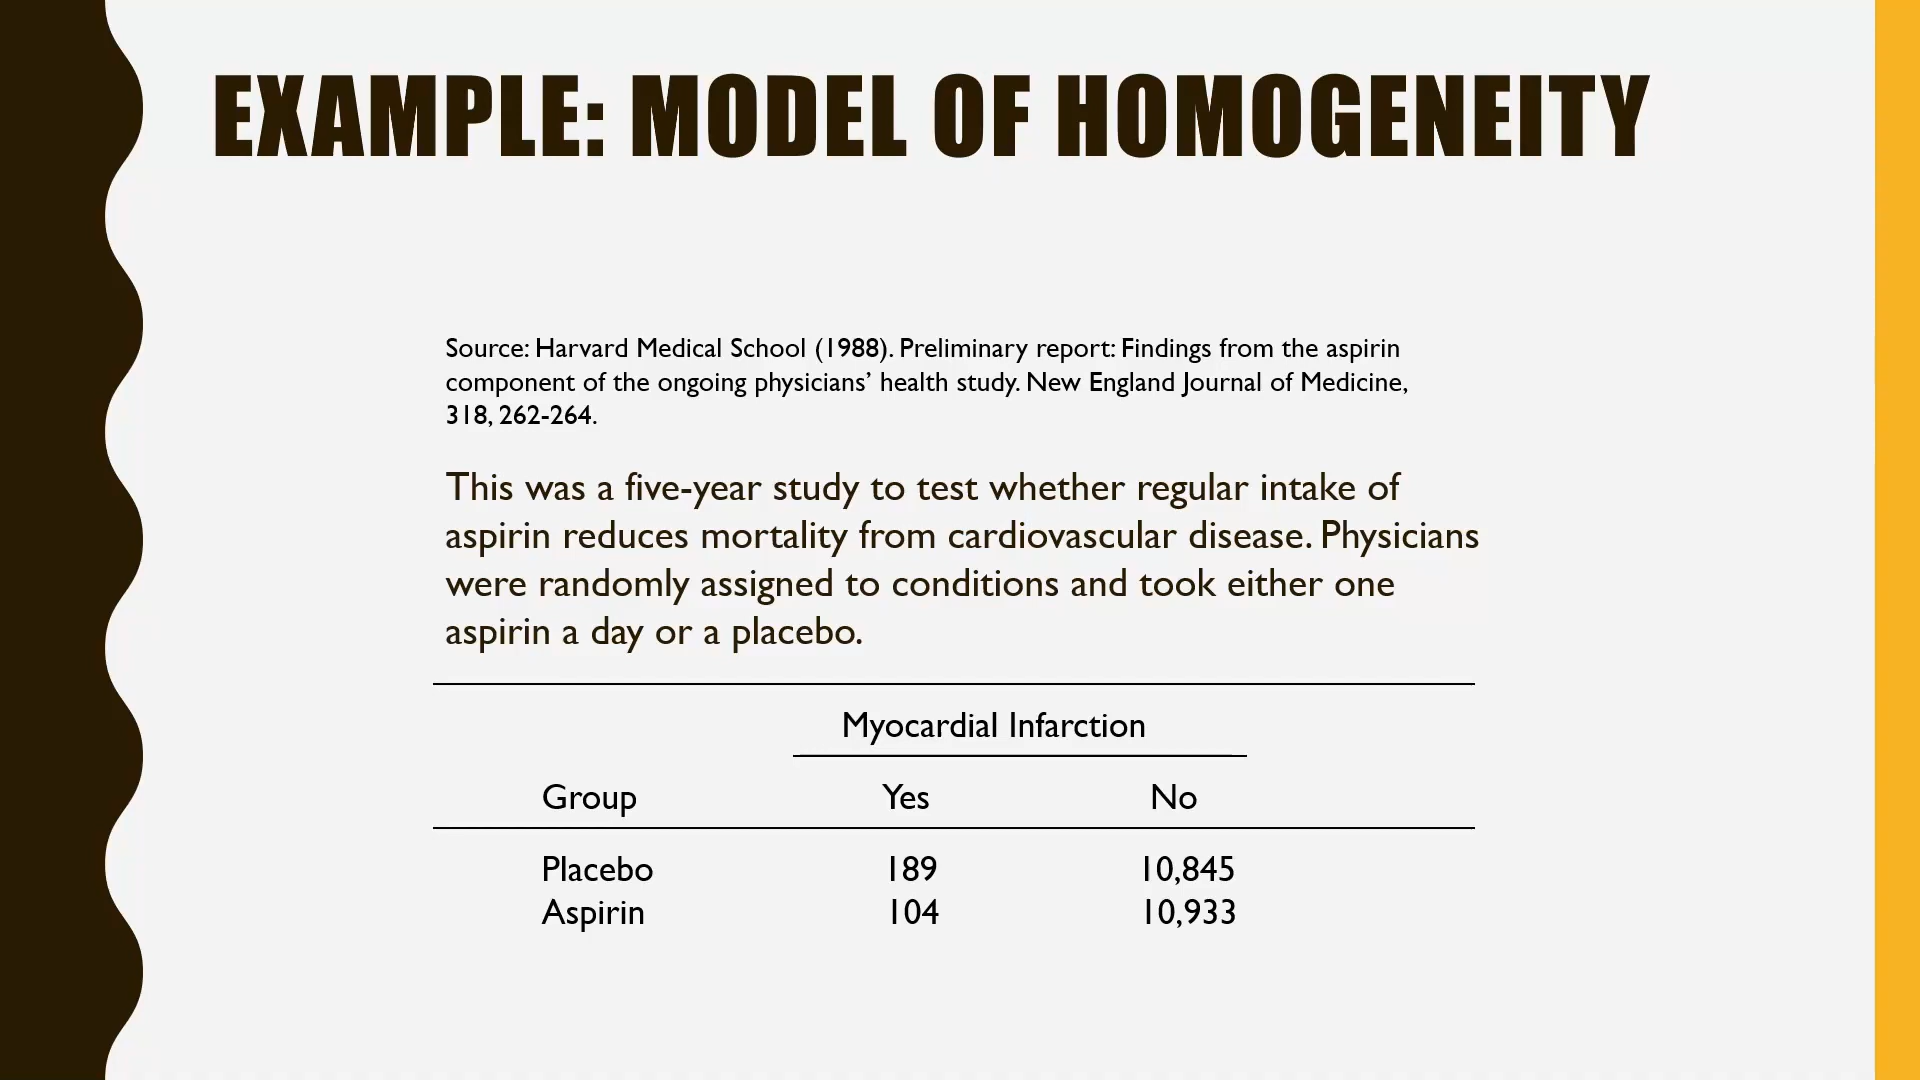 EXAMPLE: MODEL OF HOMOGENEITY
Source: Harvard Medical School (1988). Preliminary report: Findings from the aspirin
component of the ongoing physicians’ health study. New England Journal of Medicine,
318, 262-264.
This was a five-year study to test whether regular intake of
aspirin reduces mortality from cardiovascular disease. Physicians
were randomly assigned to conditions and took either one
aspirin a day or a placebo.
Myocardial Infarction
Group Yes No
Placebo 189 10,845
Aspirin 104 10,933